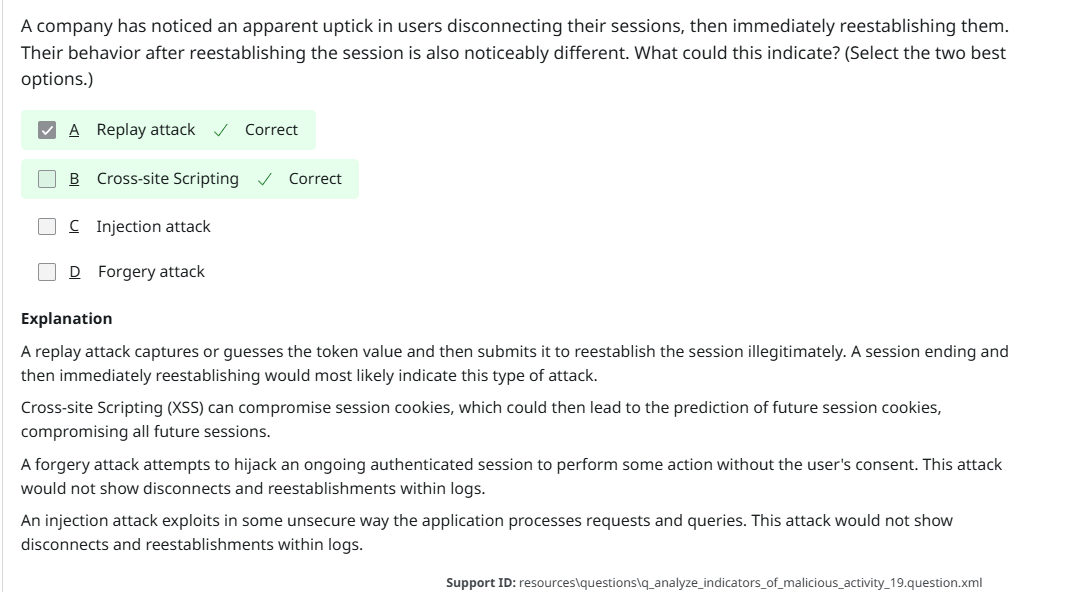 A company has noticed an apparent uptick in users disconnecting their sessions, then immediately reestablishing them.
Their behavior after reestablishing the session is also noticeably different. What could this indicate? (Select the two best
options.)
A Replay attack ✓ Correct
B Cross-site Scripting ✓ Correct
C Injection attack
D Forgery attack
Explanation
A replay attack captures or guesses the token value and then submits it to reestablish the session illegitimately. A session ending and
then immediately reestablishing would most likely indicate this type of attack.
Cross-site Scripting (XSS) can compromise session cookies, which could then lead to the prediction of future session cookies,
compromising all future sessions.
A forgery attack attempts to hijack an ongoing authenticated session to perform some action without the user's consent. This attack
would not show disconnects and reestablishments within logs.
An injection attack exploits in some unsecure way the application processes requests and queries. This attack would not show
disconnects and reestablishments within logs.
Support ID: resources\questions\q_analyze_indicators_of_malicious_activity_19.question.xml